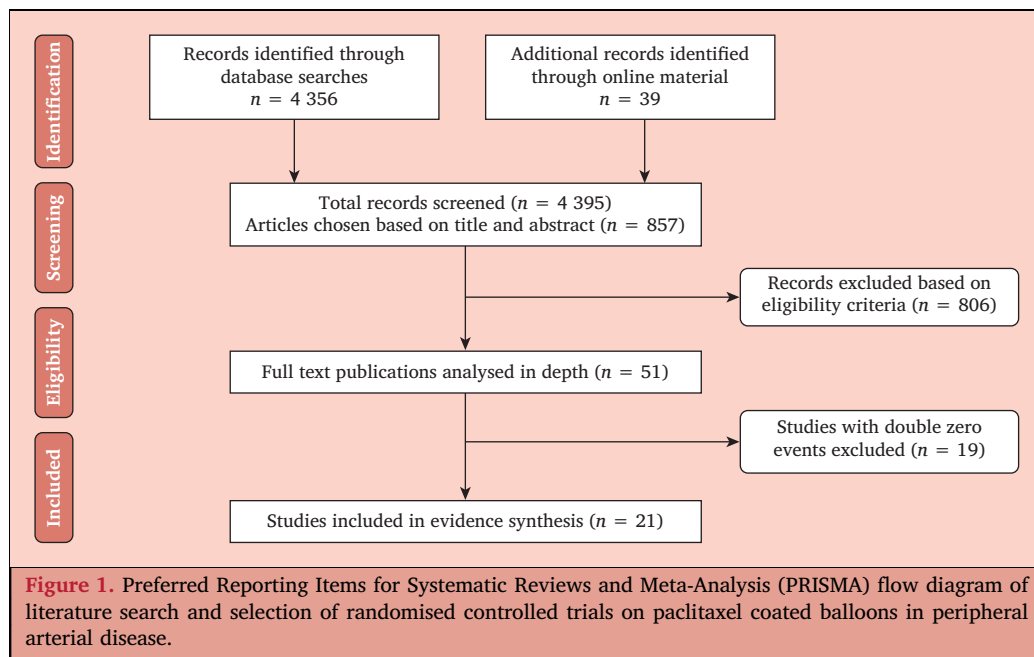 Identification
Records identified through
database searches
n = 4 356
Additional records identified
through online material
n = 39
Screening
Total records screened (n = 4 395)
Articles chosen based on title and abstract (n = 857)
Records excluded based on
eligibility criteria (n = 806)
Eligibility
Full text publications analysed in depth (n = 51)
Studies with double zero
events excluded (n = 19)
Included
Studies included in evidence synthesis (n = 21)
Figure 1. Preferred Reporting Items for Systematic Reviews and Meta-Analysis (PRISMA) flow diagram of
literature search and selection of randomised controlled trials on paclitaxel coated balloons in peripheral
arterial disease.